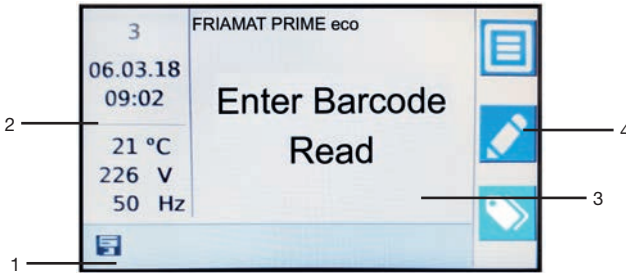 3
FRIAMAT PRIME eco
06.03.18
09:02
Enter Barcode
Read
21 °C
226 V
50 Hz
1
2
3
4